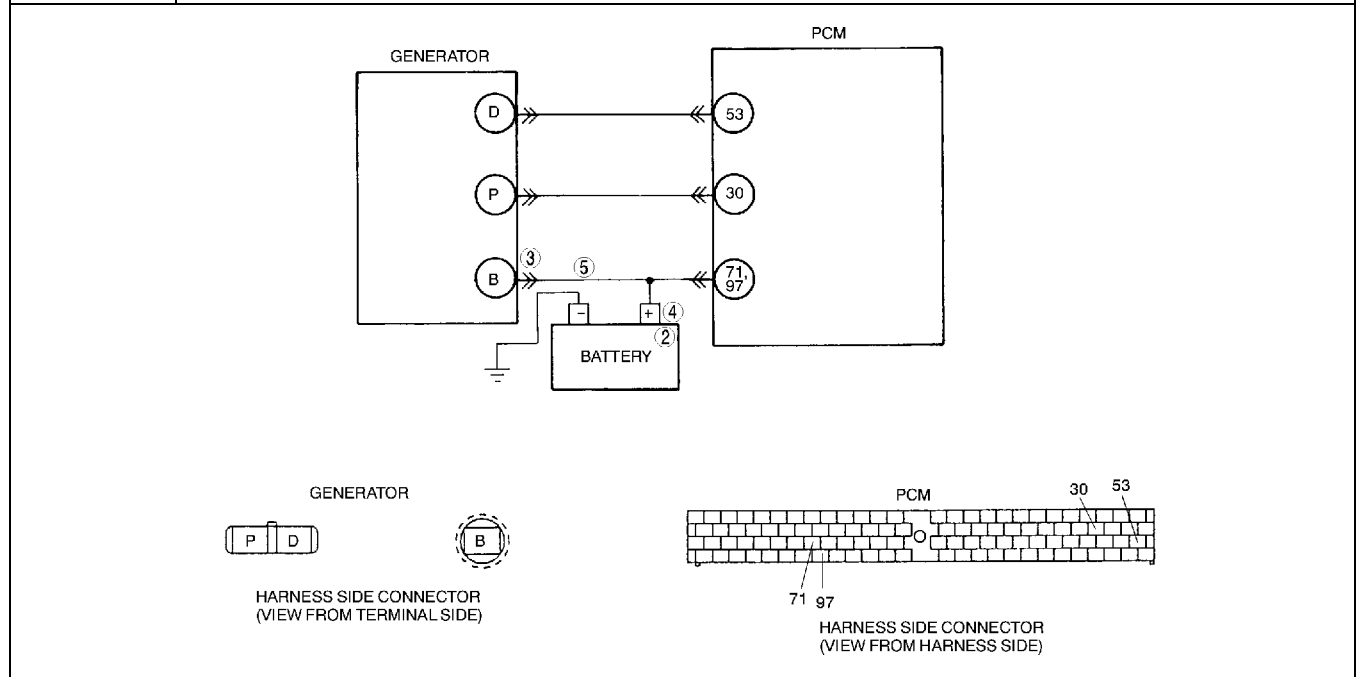 PCM
GENERATOR
D
53
P
30
B
③
⑤
71,
97
−
+
④
②
BATTERY
GENERATOR
P D
B
HARNESS SIDE CONNECTOR
(VIEW FROM TERMINAL SIDE)
PCM
30
53
71
97
HARNESS SIDE CONNECTOR
(VIEW FROM HARNESS SIDE)